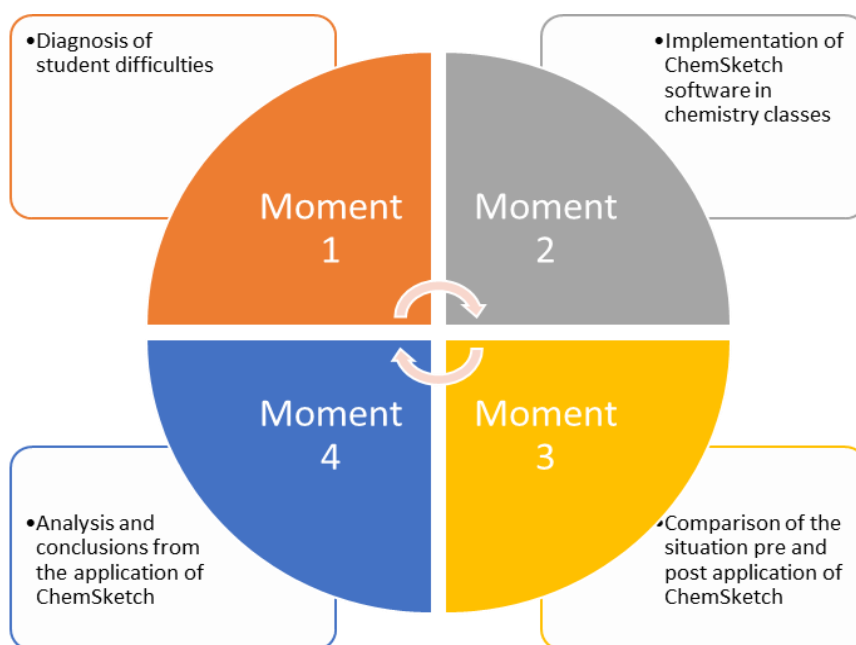 •Diagnosis of
student difficulties
•Implementation of
ChemSketch
software in
chemistry classes
Moment
1
Moment
2
Moment
4
Moment
3
•Analysis and
conclusions from
the application of
ChemSketch
•Comparison of the
situation pre and
post application of
ChemSketch